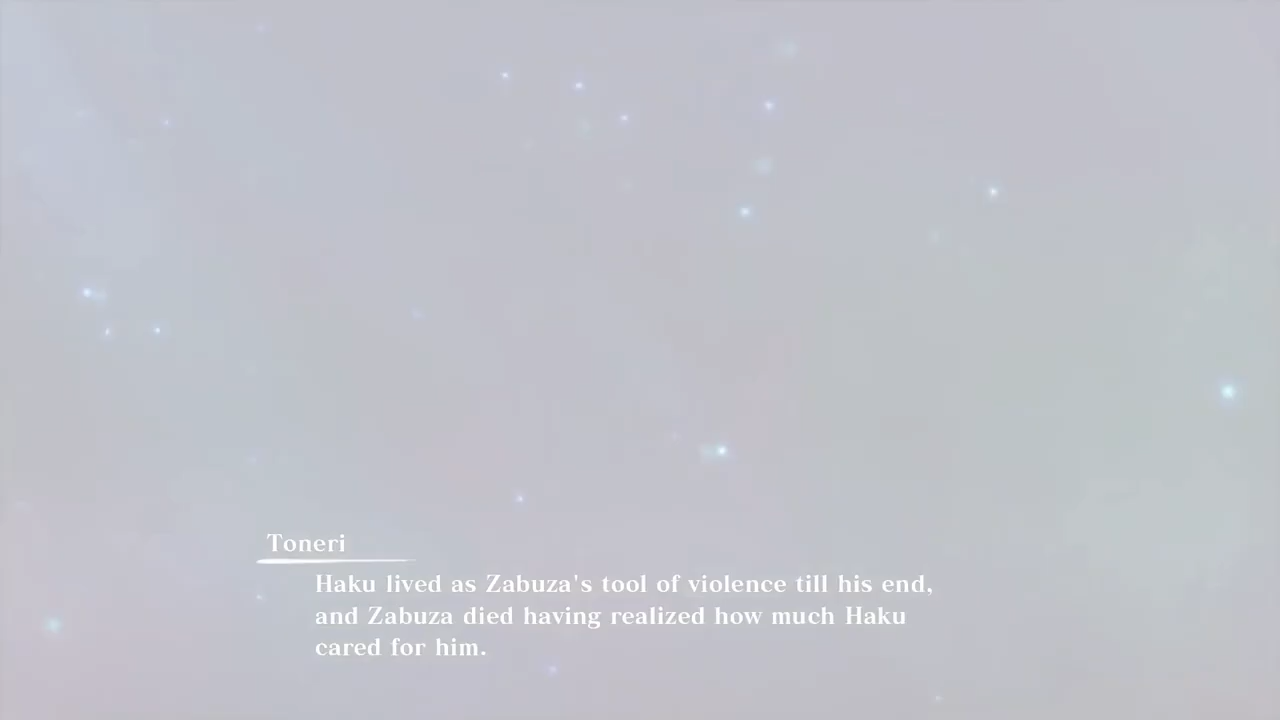 Toneri
Haku lived as Zabuza's tool of violence till his end,
and Zabuza died having realized how much Haku
cared for him.